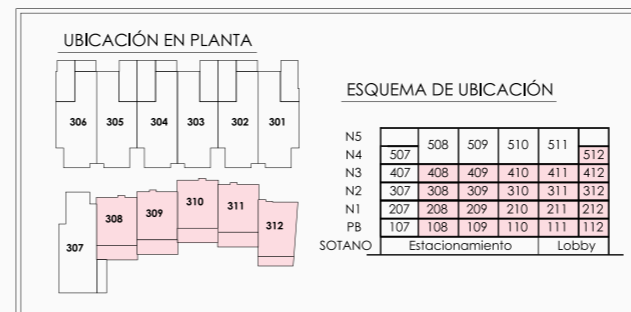 UBICACIÓN EN PLANTA
306 305 304 303 302 301
308 309 310 311 312
307
ESQUEMA DE UBICACIÓN
N5 508 509 510 511
N4 507 512
N3 407 408 409 410 411 412
N2 307 308 309 310 311 312
N1 207 208 209 210 211 212
PB 107 108 109 110 111 112
SOTANO Estacionamiento Lobby